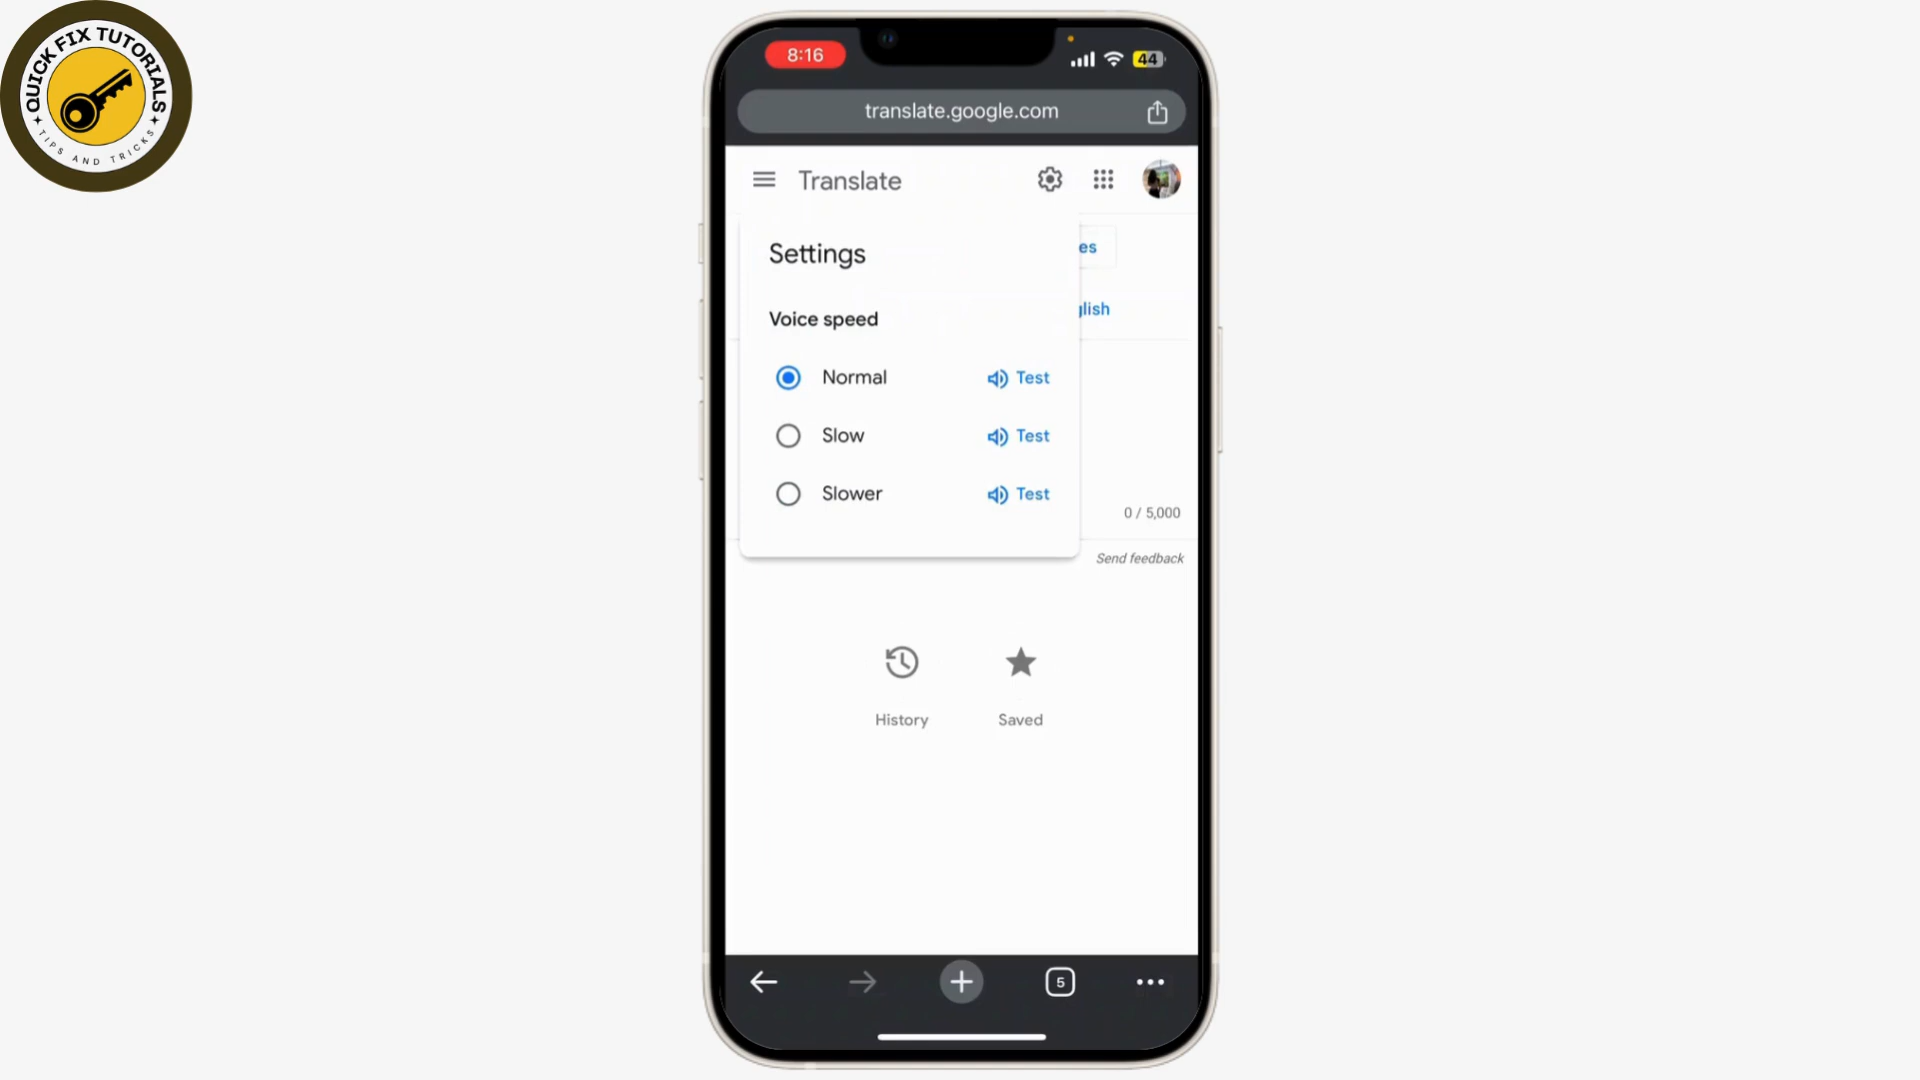 QUICK FIX TUTORIALS
TIPS AND TRICKS
8:16
44
translate.google.com
Translate
Settings
es
Voice speed
glish
Normal
Test
Slow
Test
Slower
Test
0 / 5,000
Send feedback
History
Saved
5